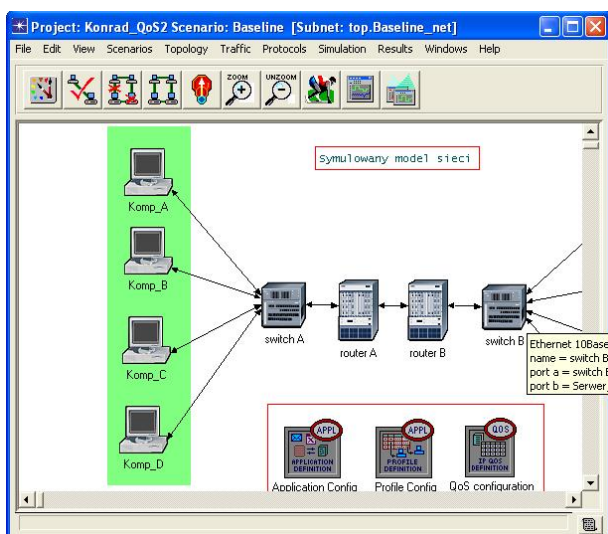 Project: Konrad_QoS2 Scenario: Baseline [Subnet: top.Baseline_net]
File Edit View Scenarios Topology Traffic Protocols Simulation Results Windows Help
ZOOM UNZOOM
Symulowany model sieci
Komp_A
Komp_B
Komp_C
Komp_D
switch A
router A
router B
switch B
Ethernet 10Base
name = switch B
port a = switch B
port b = Serwer_
APPL
APPLICATION
DEFINITION
Application Config
APPL
PROFILE
DEFINITION
Profile Config
QOS
IP QOS
DEFINITION
QoS configuration